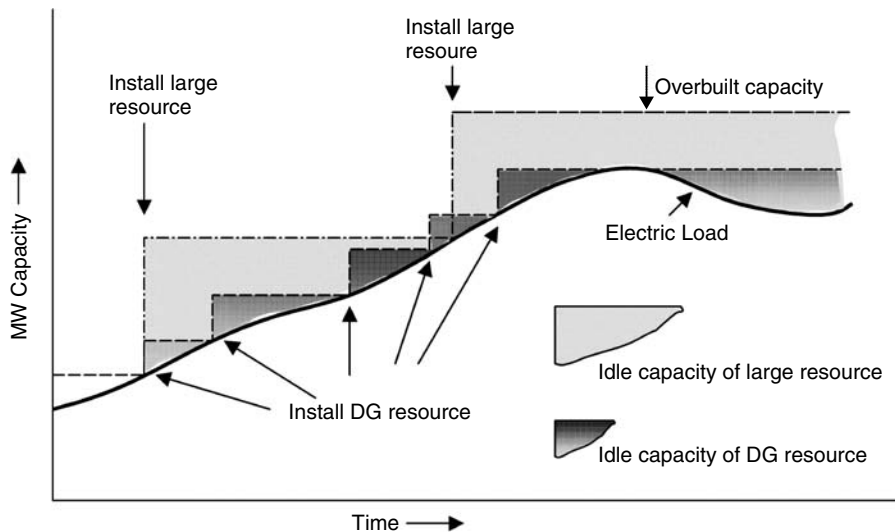 Install large
resoure
Install large
resource
Overbuilt capacity
MW Capacity
Electric Load
Idle capacity of large resource
Install DG resource
Idle capacity of DG resource
Time